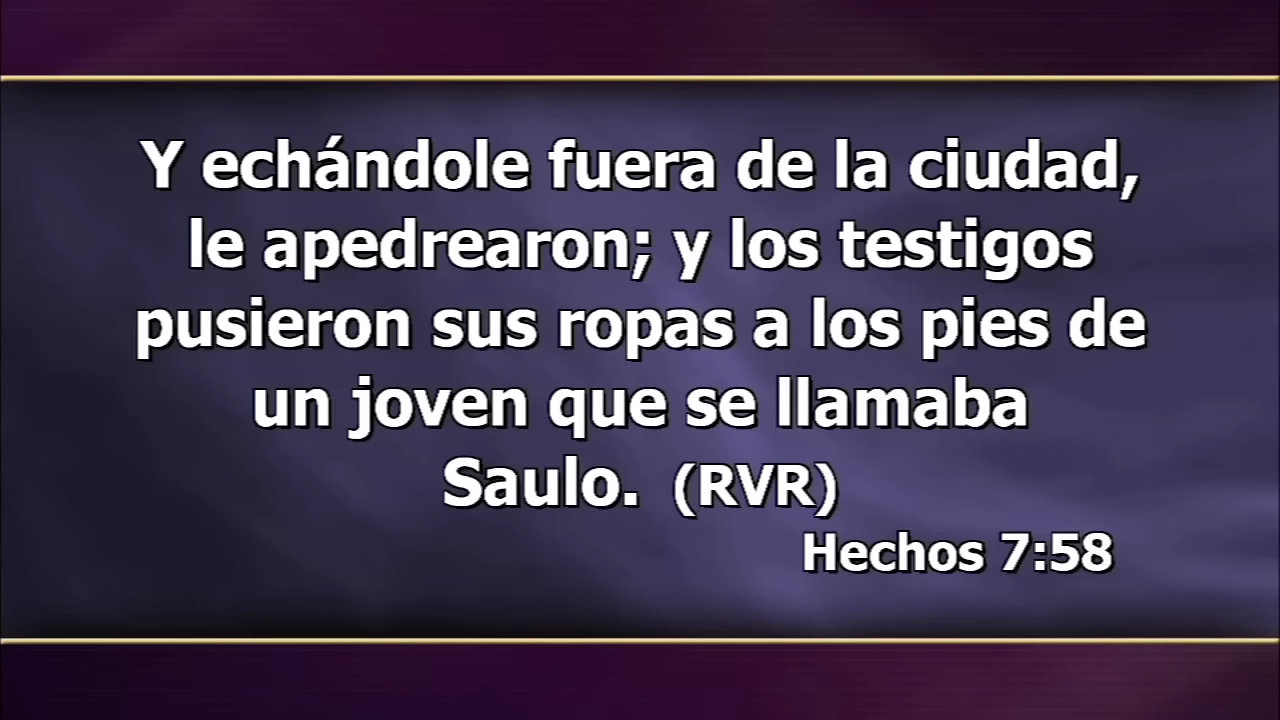 Y echándole fuera de la ciudad,
le apedrearon; y los testigos
pusieron sus ropas a los pies de
un joven que se llamaba
Saulo. (RVR)
Hechos 7:58